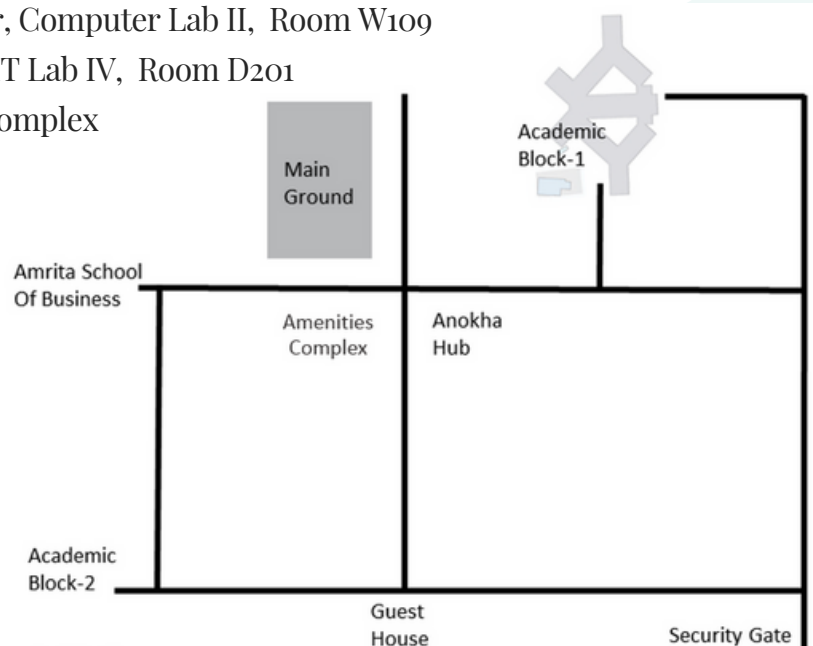 , Computer Lab II, Room W109
T Lab IV, Room D201
omplex
Main
Ground
Academic
Block-1
Amrita School
Of Business
Amenities
Complex
Anokha
Hub
Academic
Block-2
Guest
House
Security Gate